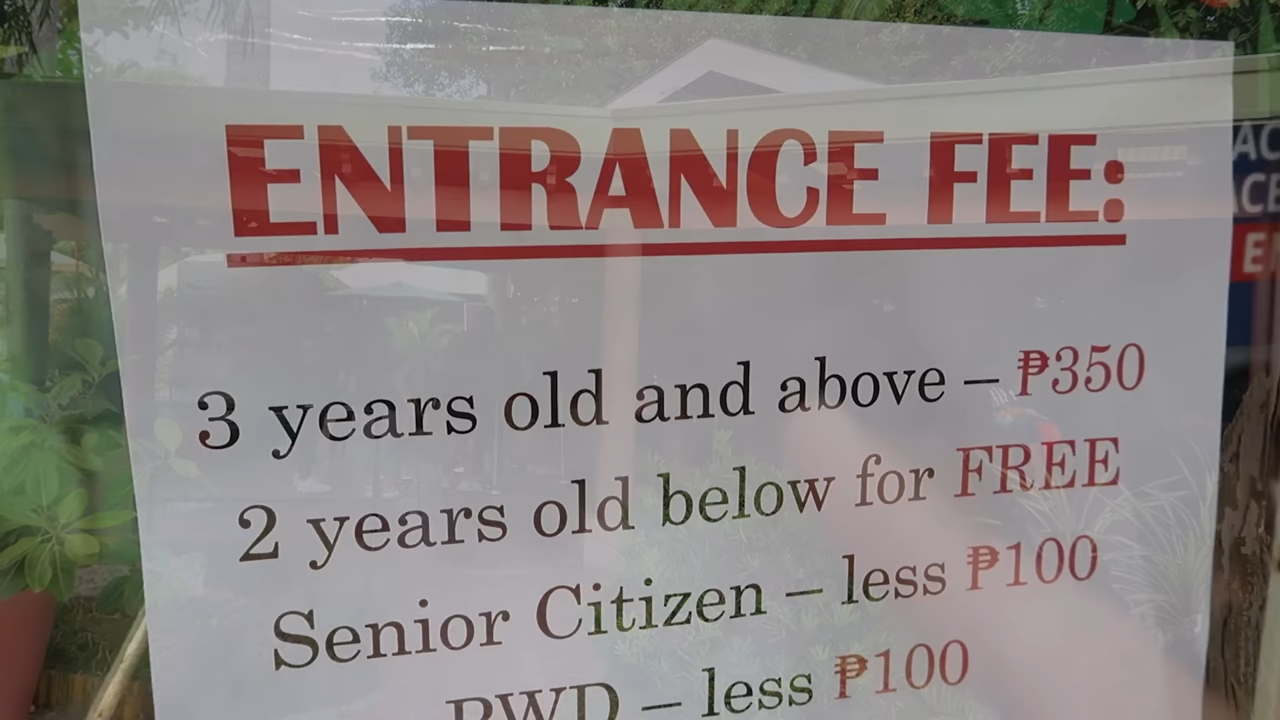 ENTRANCE FEE:
3 years old and above – ₱350
2 years old below for FREE
Senior Citizen – less ₱100
PWD – less ₱100